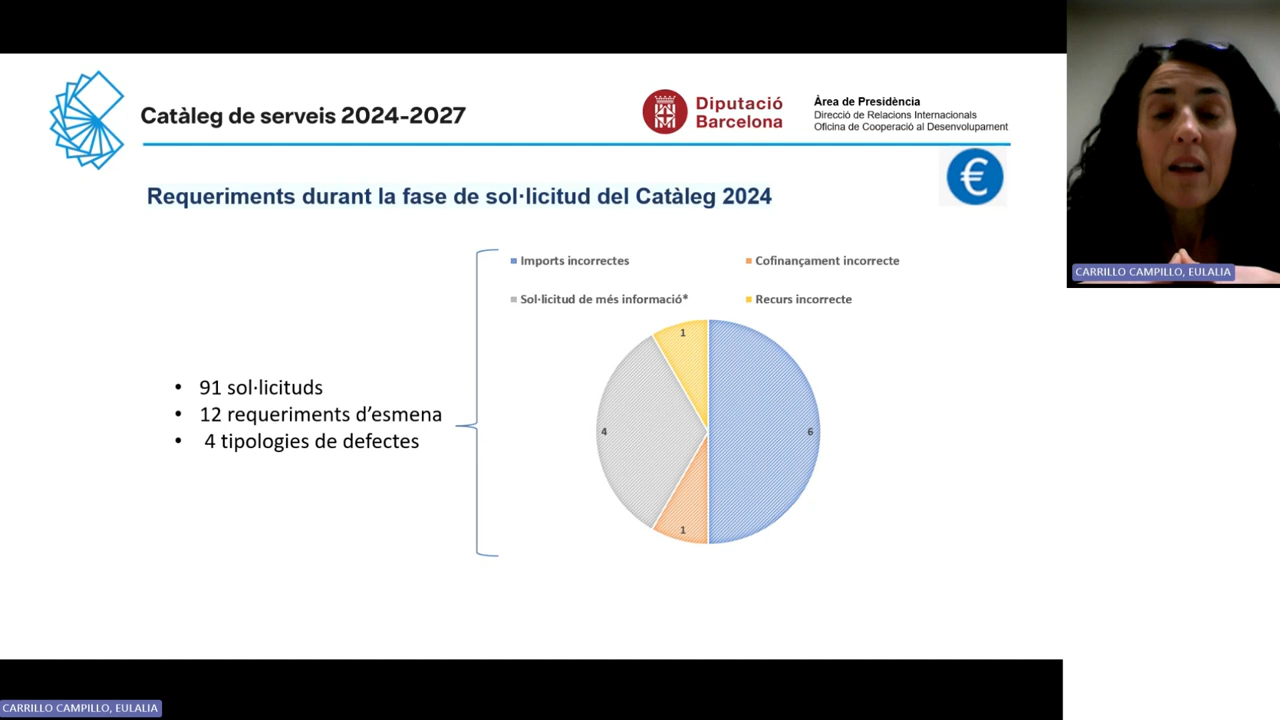 Catàleg de serveis 2024-2027
Diputació
Barcelona
Àrea de Presidència
Direcció de Relacions Internacionals
Oficina de Cooperació al Desenvolupament
€
Requeriments durant la fase de sol·licitud del Catàleg 2024
Imports incorrectes
Cofinançament incorrecte
Sol·licitud de més informació*
Recurs incorrecte
• 91 sol·licituds
• 12 requeriments d’esmena
• 4 tipologies de defectes
1
4
6
1
CARRILLO CAMPILLO, EULALIA
CARRILLO CAMPILLO, EULALIA